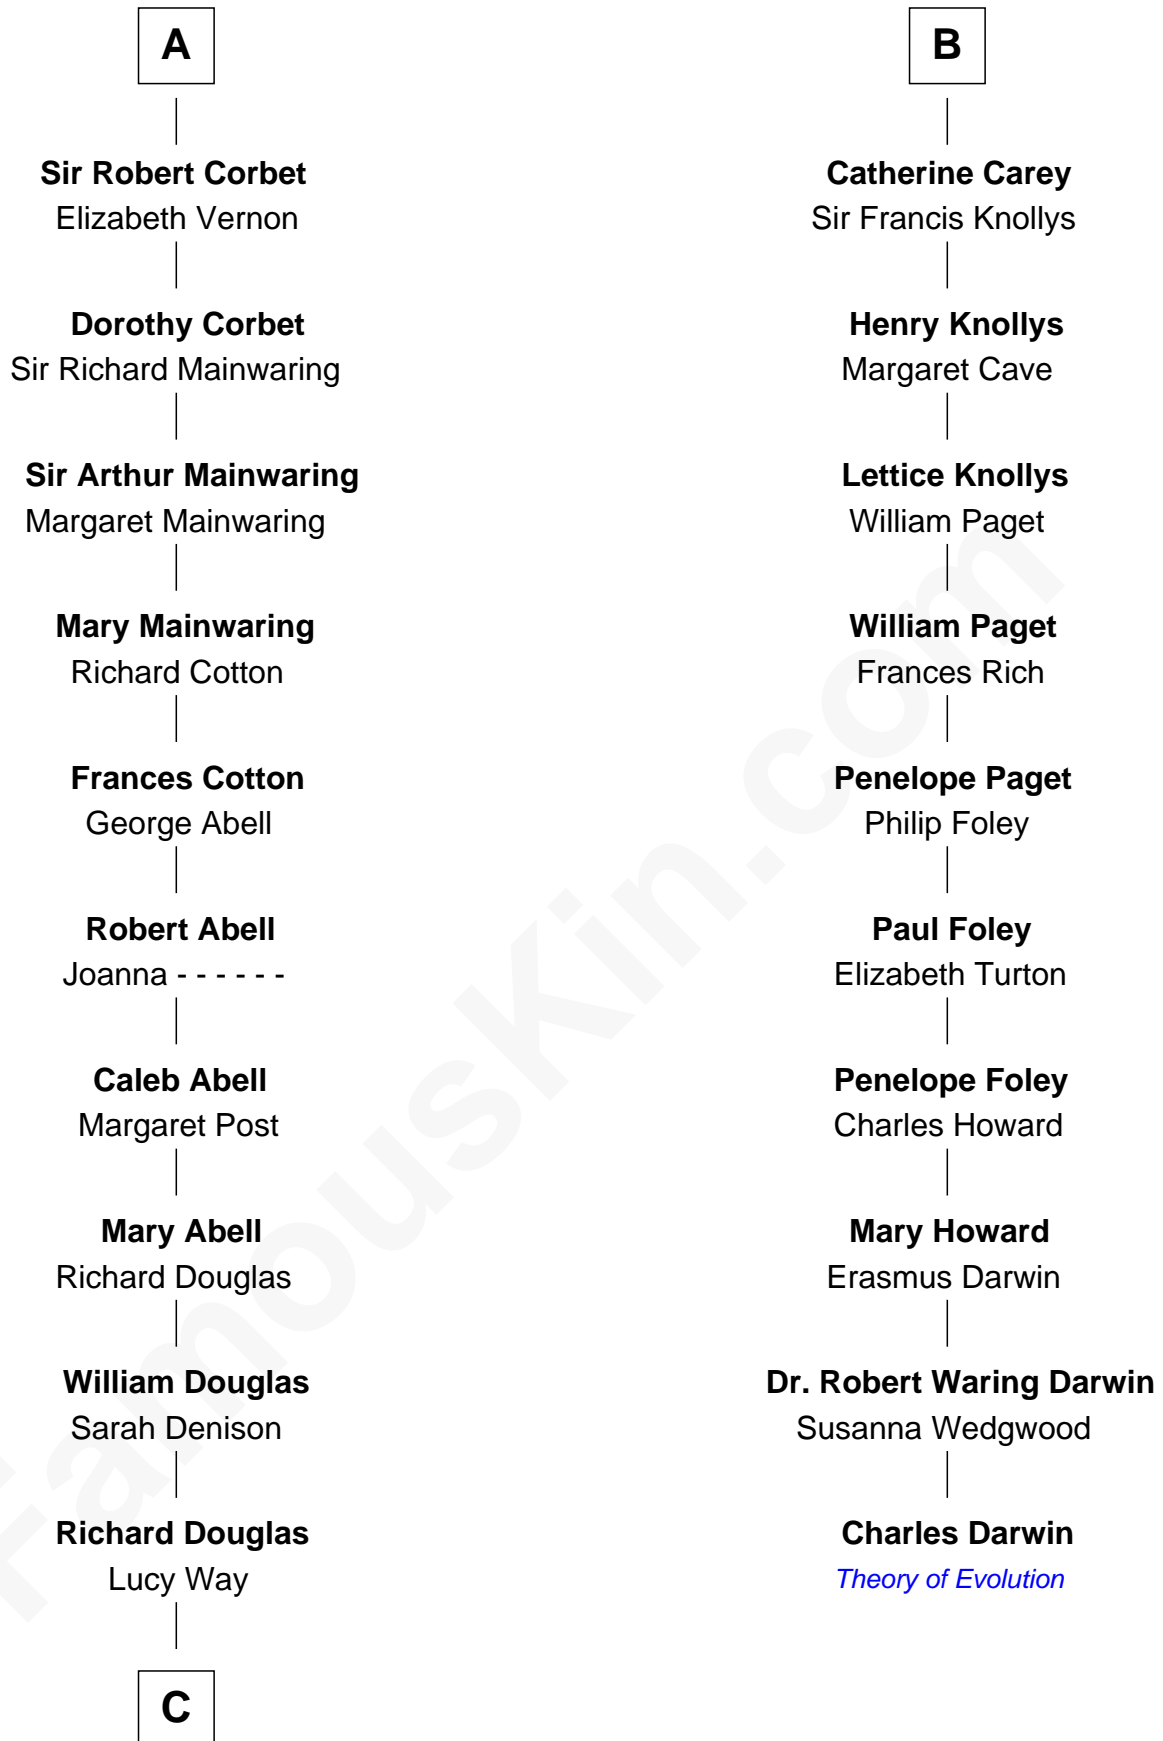 A
Sir Robert Corbet
Elizabeth Vernon
Dorothy Corbet
Sir Richard Mainwaring
Sir Arthur Mainwaring
Margaret Mainwaring
Mary Mainwaring
Richard Cotton
Frances Cotton
George Abell
Robert Abell
Joanna - - - - - -
Caleb Abell
Margaret Post
Mary Abell
Richard Douglas
William Douglas
Sarah Denison
Richard Douglas
Lucy Way
C
B
Catherine Carey
Sir Francis Knollys
Henry Knollys
Margaret Cave
Lettice Knollys
William Paget
William Paget
Frances Rich
Penelope Paget
Philip Foley
Paul Foley
Elizabeth Turton
Penelope Foley
Charles Howard
Mary Howard
Erasmus Darwin
Dr. Robert Waring Darwin
Susanna Wedgwood
Charles Darwin
Theory of Evolution
FamousKin.com